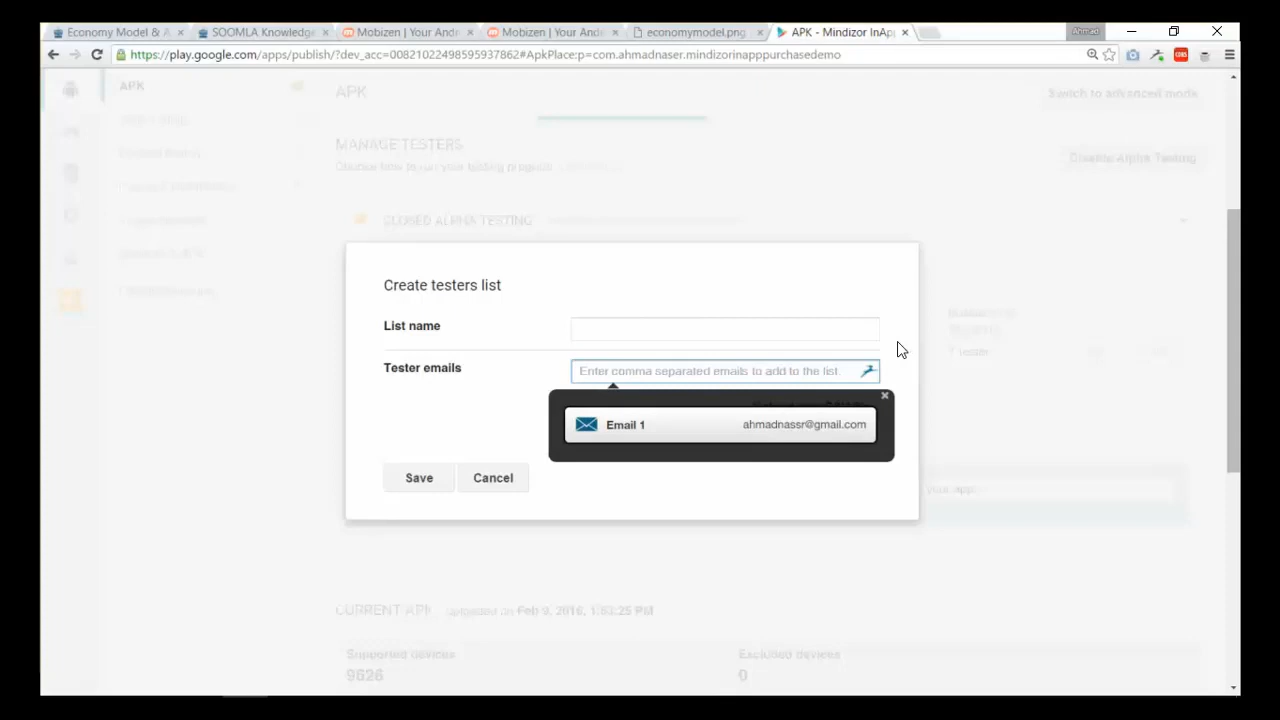 Economy Model & A
SOOMLA Knowledge
Mobizen | Your Andr
Mobizen | Your Andr
economymodel.png
APK - Mindizor InAp
Ahmad
https://play.google.com/apps/publish/?dev_acc=00821022498595937862#ApkPlace:p=com.ahmadnaser.mindizorinapppurchasedemo
APK
APK
Switch to advanced mode
MANAGE TESTERS
Choose how to run your testing program.
Disable Alpha Testing
CLOSED ALPHA TESTING
Create testers list
List name
Tester emails
Enter comma separated emails to add to the list.
Email 1
ahmadnassr@gmail.com
Save
Cancel
your app
CURRENT APK
uploaded on Feb 9, 2016, 1:53:25 PM
Supported devices
9626
Excluded devices
0